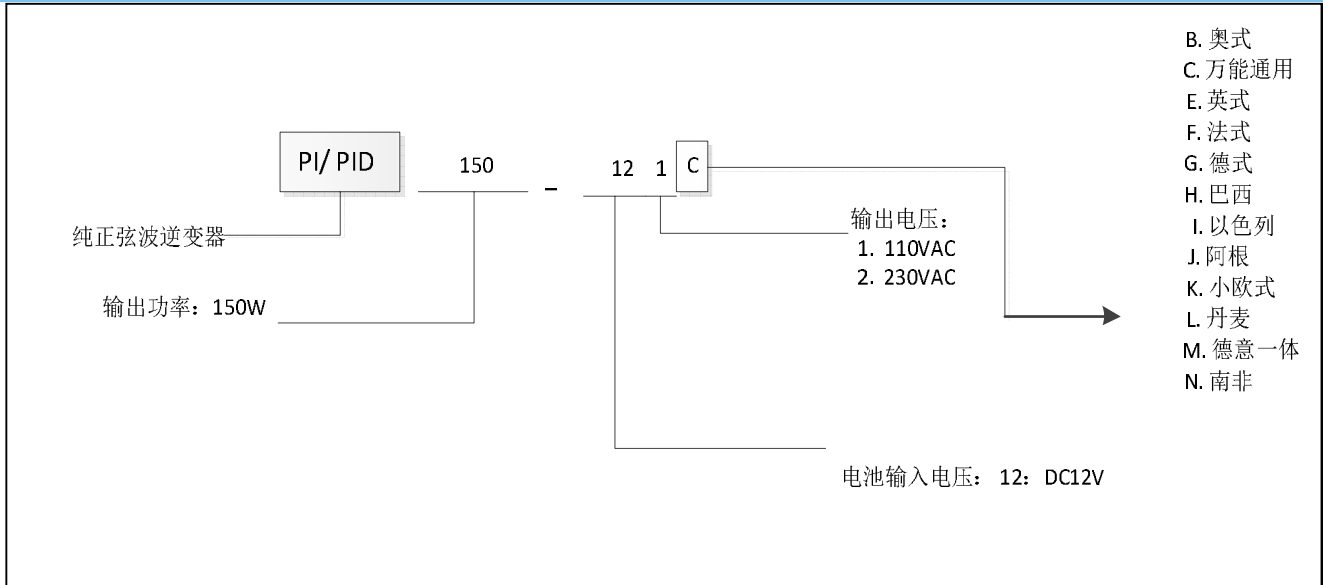 B. 奥式
C. 万能通用
E. 英式
F. 法式
G. 德式
H. 巴西
I. 以色列
J. 阿根
K. 小欧式
L. 丹麦
M. 德意一体
N. 南非
PI/ PID 150 – 12 1 C
纯正弦波逆变器
输出功率：150W
输出电压：
1. 110VAC
2. 230VAC
电池输入电压： 12： DC12V